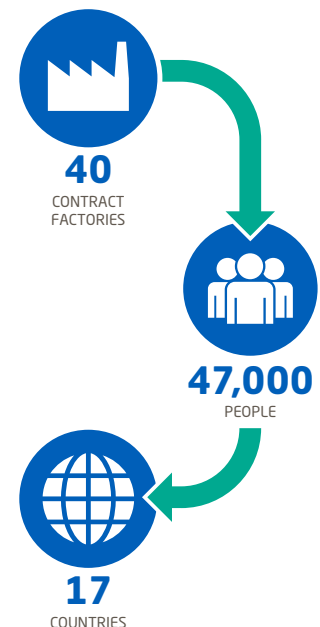 40
CONTRACT
FACTORIES
47,000
PEOPLE
17
COUNTRIES